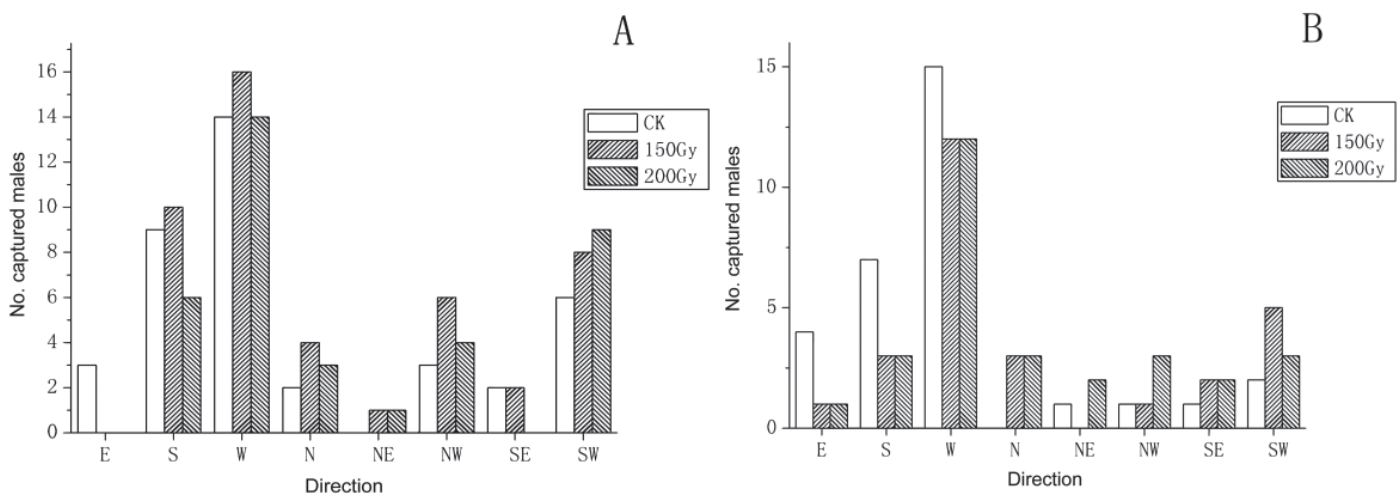 A
No. captured males
16
14
12
10
8
6
4
2
0
CK
150Gy
200Gy
E S W N NE NW SE SW
Direction
B
No. captured males
15
10
5
0
CK
150Gy
200Gy
E S W N NE NW SE SW
Direction